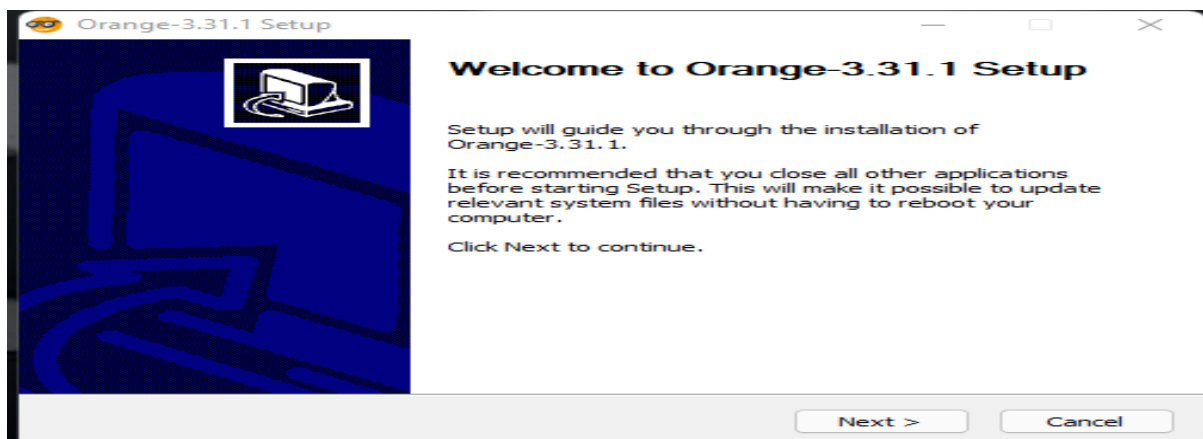 Orange-3.31.1 Setup
Welcome to Orange-3.31.1 Setup
Setup will guide you through the installation of
Orange-3.31.1.
It is recommended that you close all other applications
before starting Setup. This will make it possible to update
relevant system files without having to reboot your
computer.
Click Next to continue.
Next >
Cancel